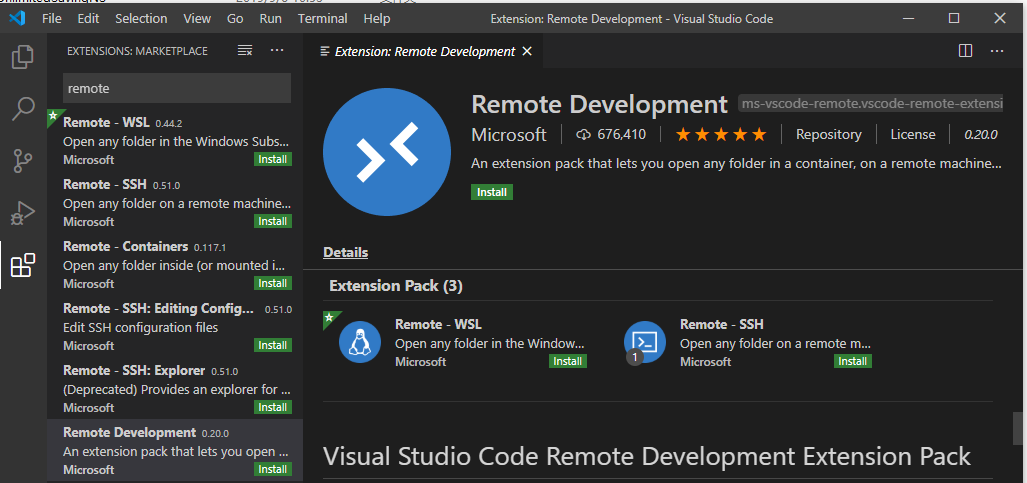 File Edit Selection View Go Run Terminal Help Extension: Remote Development - Visual Studio Code
EXTENSIONS: MARKETPLACE
remote
Remote - WSL 0.44.2
Open any folder in the Windows Subs...
Microsoft Install
Remote - SSH 0.51.0
Open any folder on a remote machine...
Microsoft Install
Remote - Containers 0.117.1
Open any folder inside (or mounted i...
Microsoft Install
Remote - SSH: Editing Config... 0.51.0
Edit SSH configuration files
Microsoft Install
Remote - SSH: Explorer 0.51.0
(Deprecated) Provides an explorer for ...
Microsoft Install
Remote Development 0.20.0
An extension pack that lets you open ...
Microsoft Install
Extension: Remote Development
Remote Development ms-vscode-remote.vscode-remote-extensi
Microsoft 676,410 Repository License 0.20.0
An extension pack that lets you open any folder in a container, on a remote machine...
Install
Details
Extension Pack (3)
Remote - WSL
Open any folder in the Window...
Microsoft Install
1
Remote - SSH
Open any folder on a remote m...
Microsoft Install
Visual Studio Code Remote Development Extension Pack